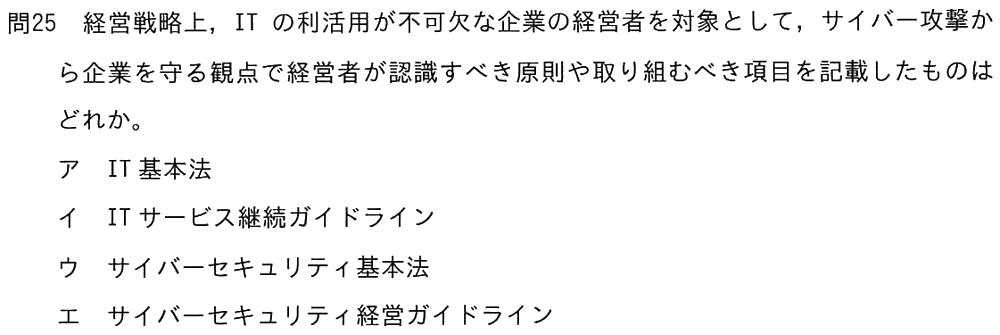 問25 経営戦略上，IT の利活用が不可欠な企業の経営者を対象として，サイバー攻撃か
ら企業を守る観点で経営者が認識すべき原則や取り組むべき項目を記載したものは
どれか。
ア IT 基本法
イ IT サービス継続ガイドライン
ウ サイバーセキュリティ基本法
エ サイバーセキュリティ経営ガイドライン